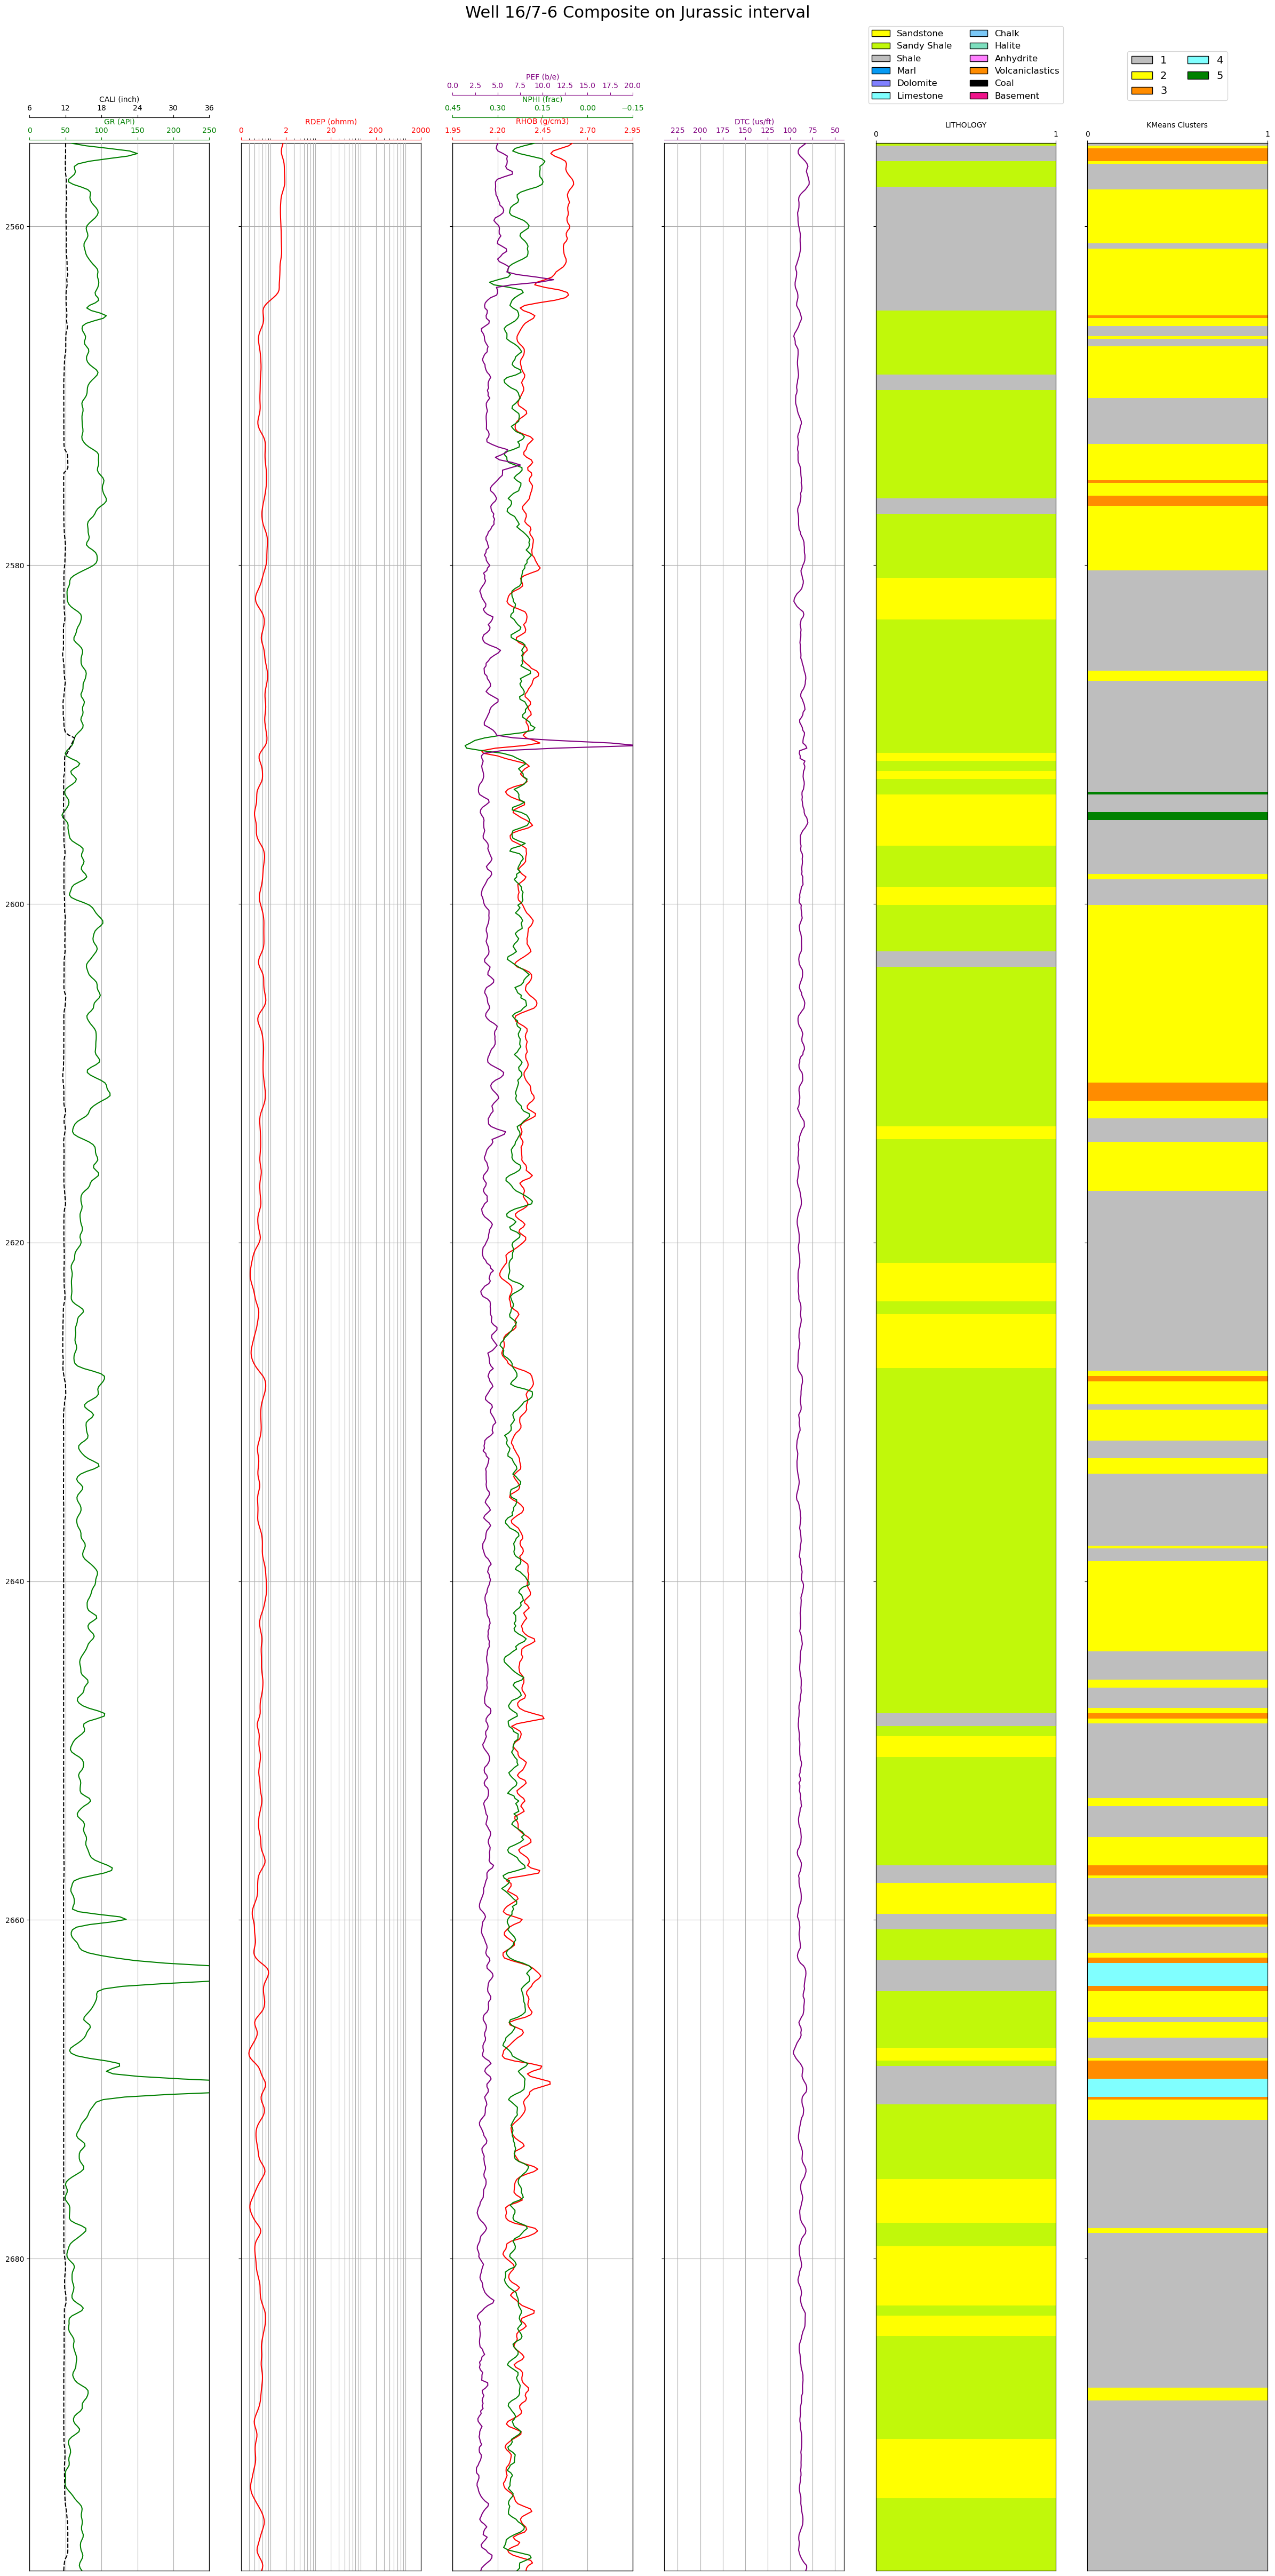 Well 16/7-6 Composite on Jurassic interval
Sandstone
Sandy Shale
Shale
Marl
Dolomite
Limestone
Chalk
Halite
Anhydrite
Volcaniclastics
Coal
Basement
1
2
3
4
5
CALI (inch)
6 12 18 24 30 36
GR (API)
0 50 100 150 200 250
RDEP (ohmm)
0 2 20 200 2000
PEF (b/e)
0.0 2.5 5.0 7.5 10.0 12.5 15.0 17.5 20.0
NPHI (frac)
0.45 0.30 0.15 0.00 −0.15
RHOB (g/cm3)
1.95 2.20 2.45 2.70 2.95
DTC (us/ft)
225 200 175 150 125 100 75 50
LITHOLOGY
0 1
KMeans Clusters
0 1
2560
2580
2600
2620
2640
2660
2680